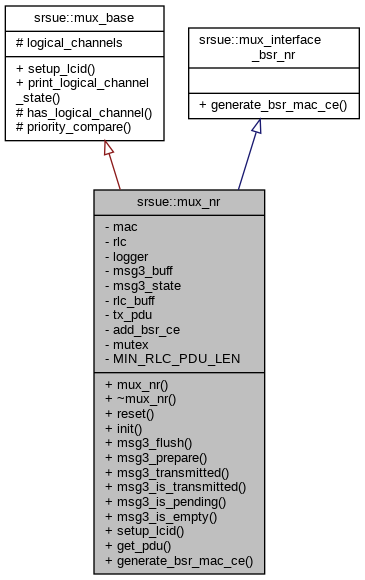 srsue::mux_base
# logical_channels
+ setup_lcid()
+ print_logical_channel
_state()
# has_logical_channel()
# priority_compare()
srsue::mux_interface
_bsr_nr
+ generate_bsr_mac_ce()
srsue::mux_nr
- mac
- rlc
- logger
- msg3_buff
- msg3_state
- rlc_buff
- tx_pdu
- add_bsr_ce
- mutex
- MIN_RLC_PDU_LEN
+ mux_nr()
+ ~mux_nr()
+ reset()
+ init()
+ msg3_flush()
+ msg3_prepare()
+ msg3_transmitted()
+ msg3_is_transmitted()
+ msg3_is_pending()
+ msg3_is_empty()
+ setup_lcid()
+ get_pdu()
+ generate_bsr_mac_ce()